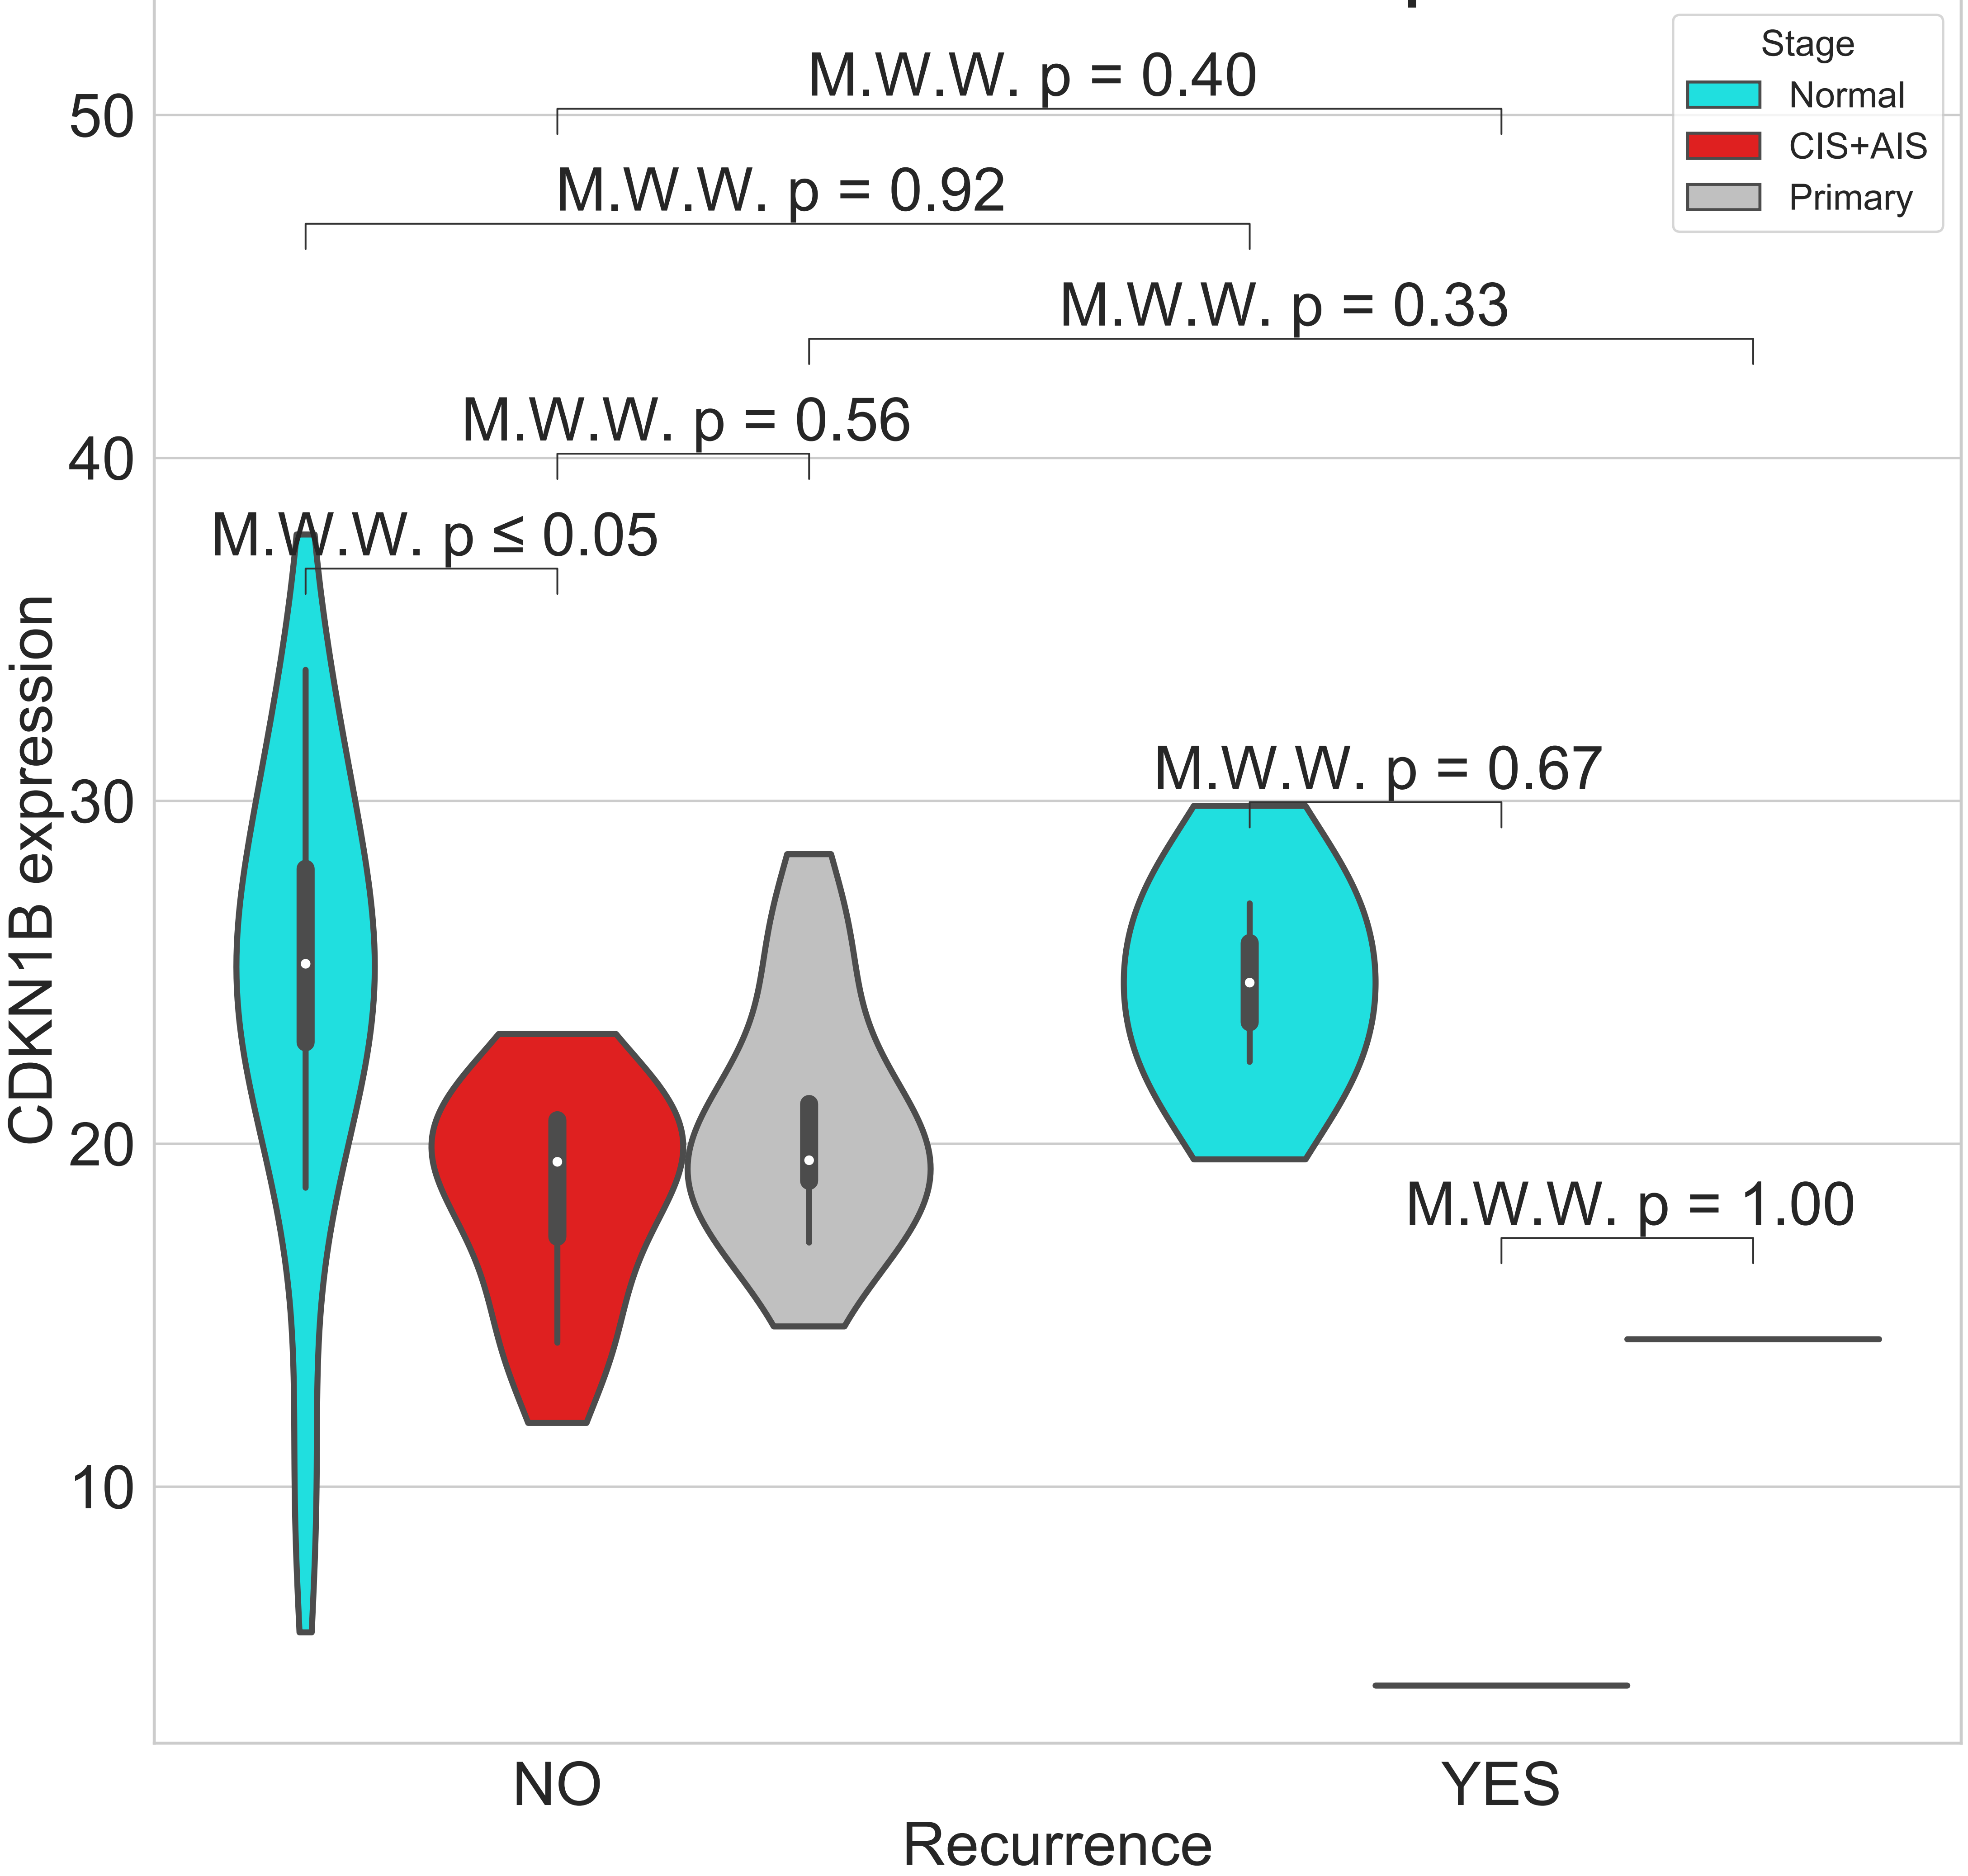 Stage
Normal
CIS+AIS
Primary
M.W.W. p = 0.40
M.W.W. p = 0.92
M.W.W. p = 0.33
M.W.W. p = 0.56
M.W.W. p ≤ 0.05
M.W.W. p = 0.67
M.W.W. p = 1.00
50
40
30
20
10
CDKN1B expression
NO
YES
Recurrence